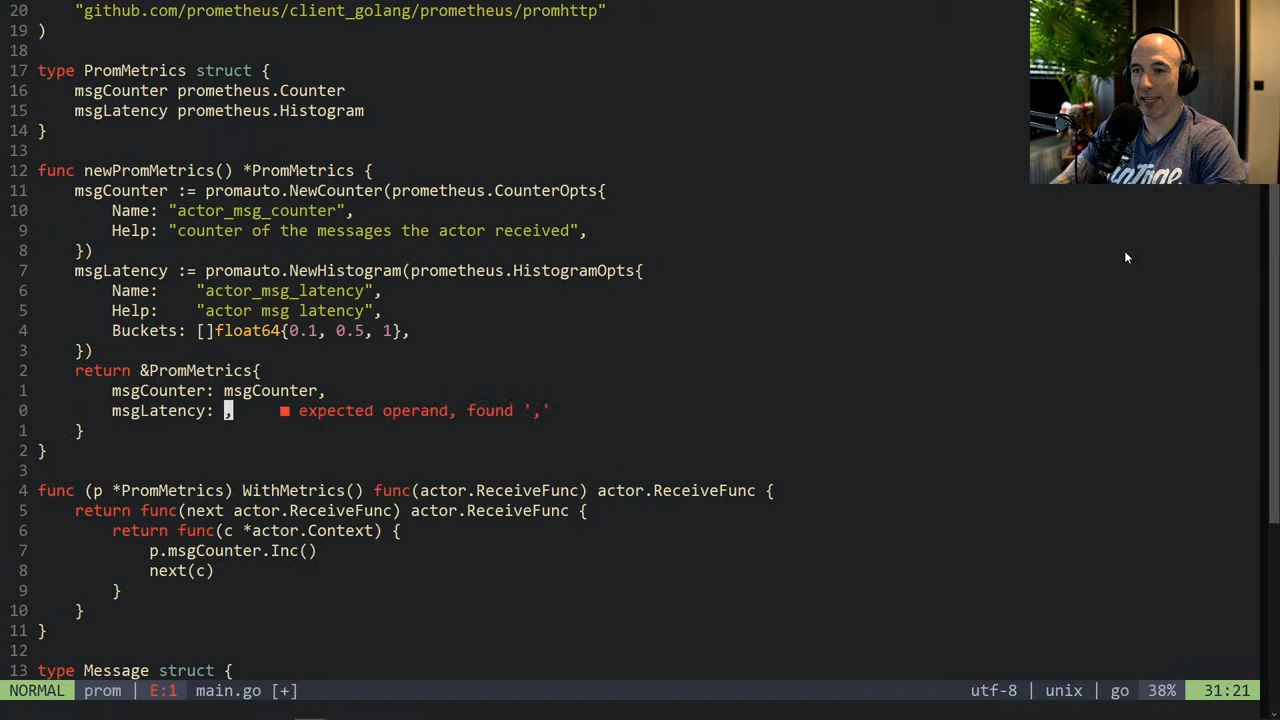 20 "github.com/prometheus/client_golang/prometheus/promhttp"
19 )
18
17 type PromMetrics struct {
16 msgCounter prometheus.Counter
15 msgLatency prometheus.Histogram
14 }
13
12 func newPromMetrics() *PromMetrics {
11 msgCounter := promauto.NewCounter(prometheus.CounterOpts{
10 Name: "actor_msg_counter",
9 Help: "counter of the messages the actor received",
8 })
7 msgLatency := promauto.NewHistogram(prometheus.HistogramOpts{
6 Name: "actor_msg_latency",
5 Help: "actor msg latency",
4 Buckets: []float64{0.1, 0.5, 1},
3 })
2 return &PromMetrics{
1 msgCounter: msgCounter,
0 msgLatency: , ■ expected operand, found ','
1 }
2 }
3
4 func (p *PromMetrics) WithMetrics() func(actor.ReceiveFunc) actor.ReceiveFunc {
5 return func(next actor.ReceiveFunc) actor.ReceiveFunc {
6 return func(c *actor.Context) {
7 p.msgCounter.Inc()
8 next(c)
9 }
10 }
11 }
12
13 type Message struct {
NORMAL prom | E:1 | main.go [+] utf-8 | unix | go 38% 31:21